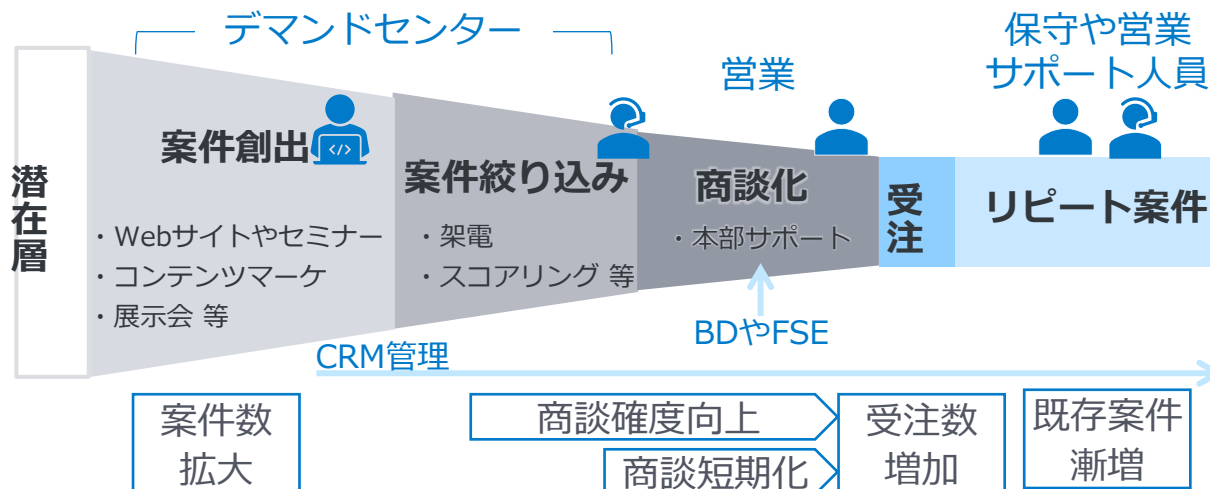 デマンドセンター
営業
保守や営業
サポート人員
潜在層
案件創出
</>
・Webサイトやセミナー
・コンテンツマーケ
・展示会 等
案件絞り込み
・架電
・スコアリング 等
商談化
・本部サポート
BDやFSE
受注
リピート案件
CRM管理
案件数
拡大
商談確度向上
商談短期化
受注数
増加
既存案件
漸増